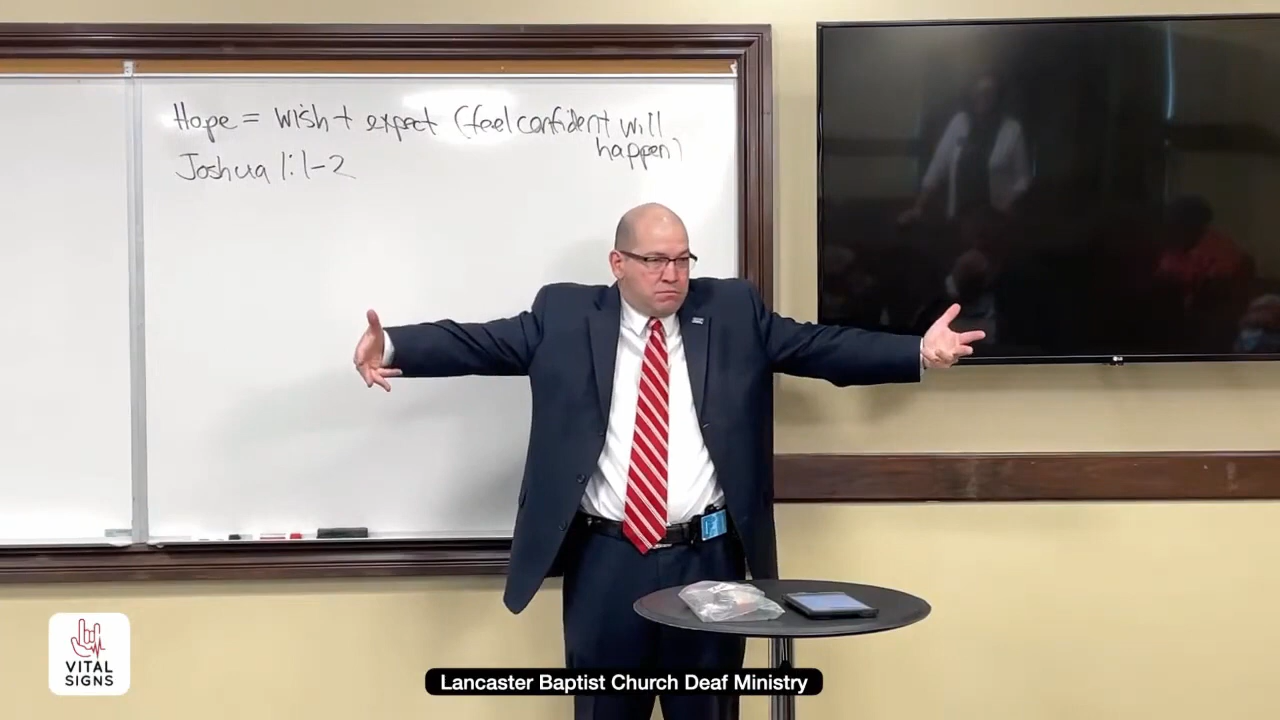 Hope = wish + expect (feel confident will
happen)
Joshua 1:1-2
VITAL
SIGNS
Lancaster Baptist Church Deaf Ministry